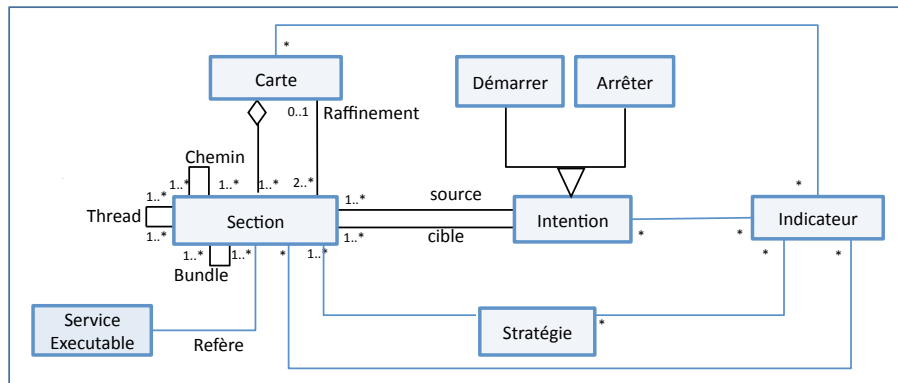 *
Carte
Démarrer
Arrêter
0..1
Raffinement
Chemin
1..*
1..*
1..*
2..*
*
1..*
1..*
source
Thread
Section
Intention
Indicateur
1..*
1..*
cible
*
*
1..*
1..*
*
1..*
*
*
Bundle
Service
Executable
Refère
Stratégie
*